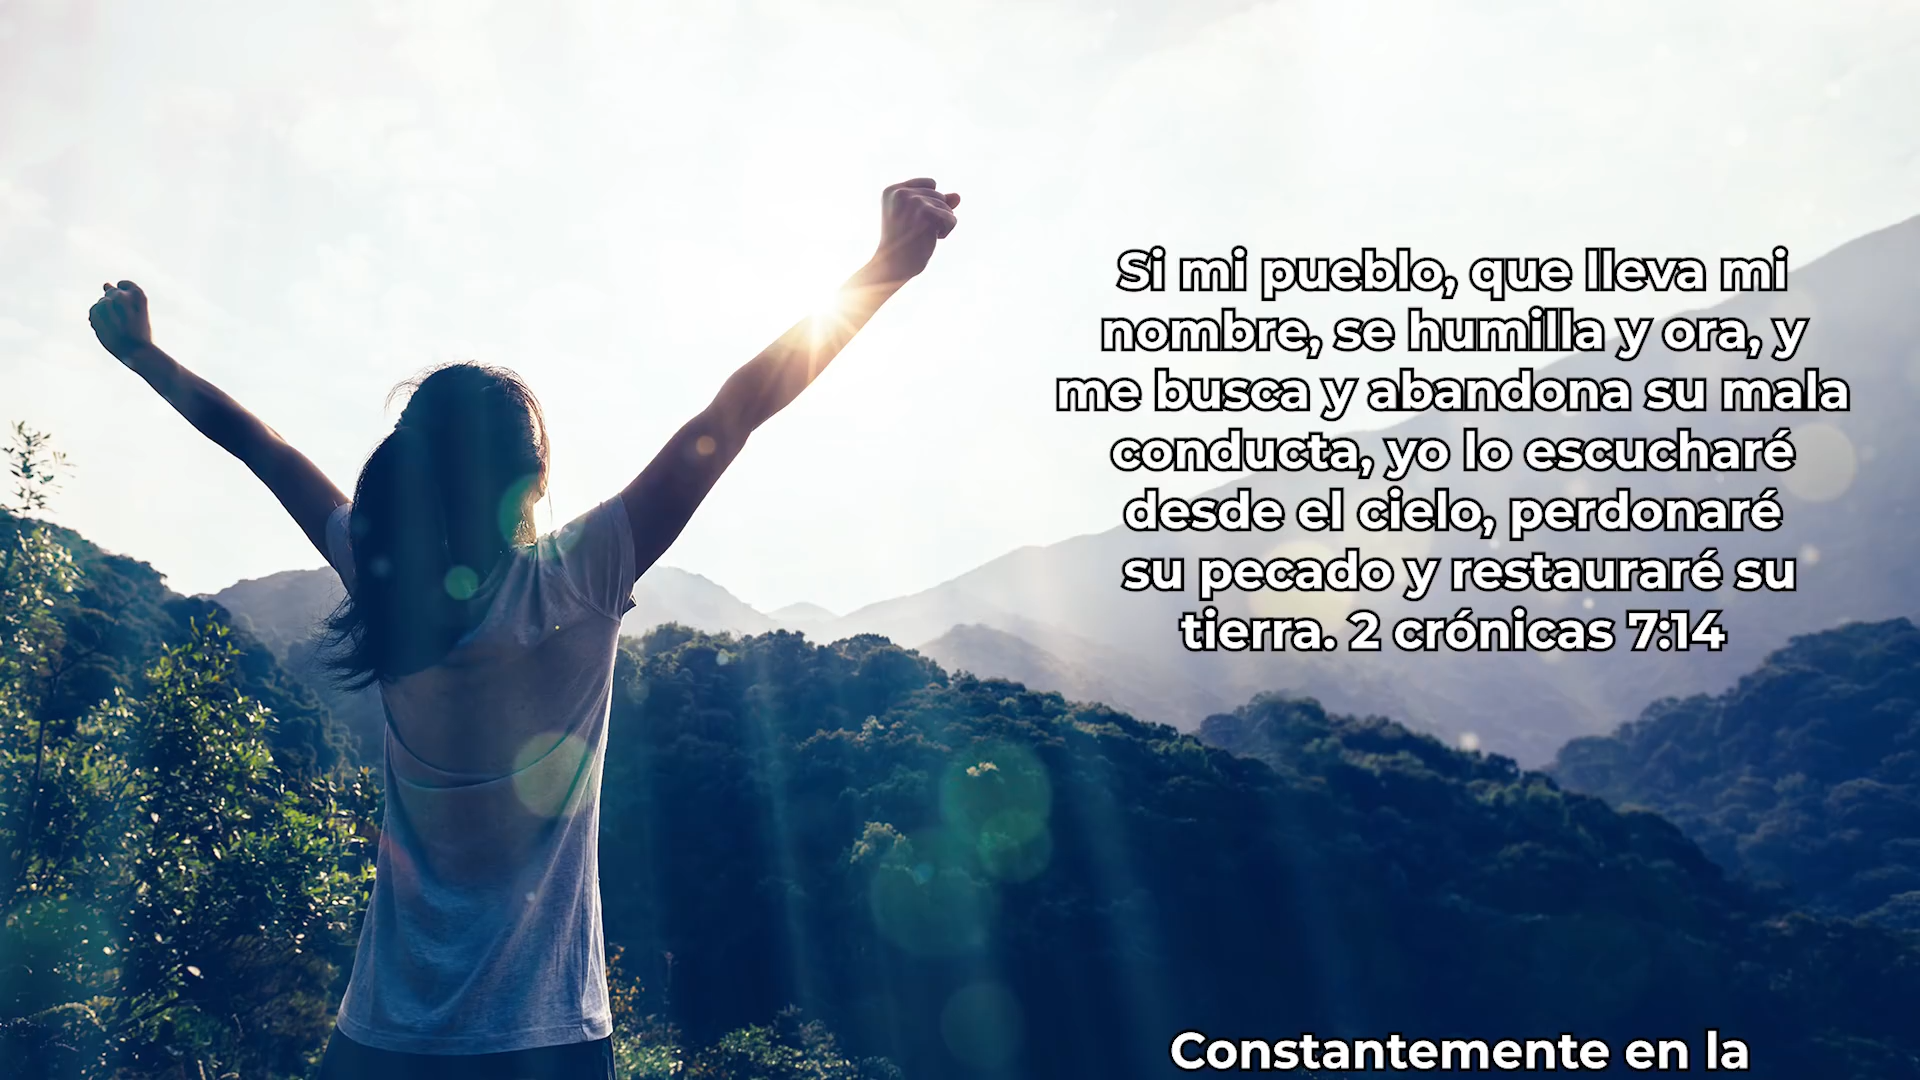 Si mi pueblo, que lleva mi
nombre, se humilla y ora, y
me busca y abandona su mala
conducta, yo lo escucharé
desde el cielo, perdonaré
su pecado y restauraré su
tierra. 2 crónicas 7:14
Constantemente en la